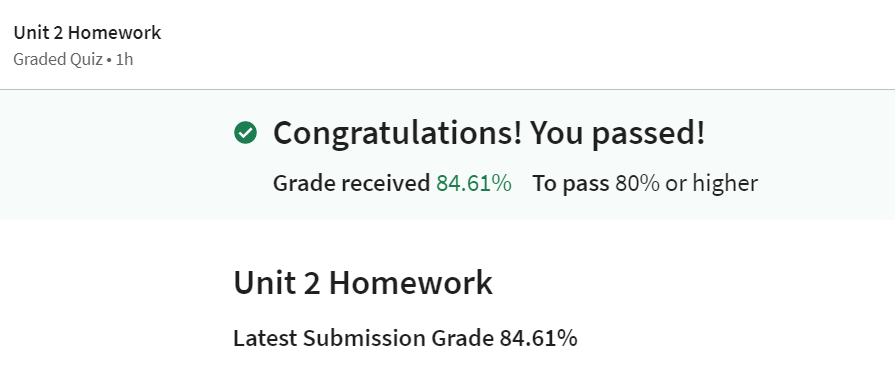 Unit 2 Homework
Graded Quiz • 1h
Congratulations! You passed!
Grade received 84.61% To pass 80% or higher
Unit 2 Homework
Latest Submission Grade 84.61%